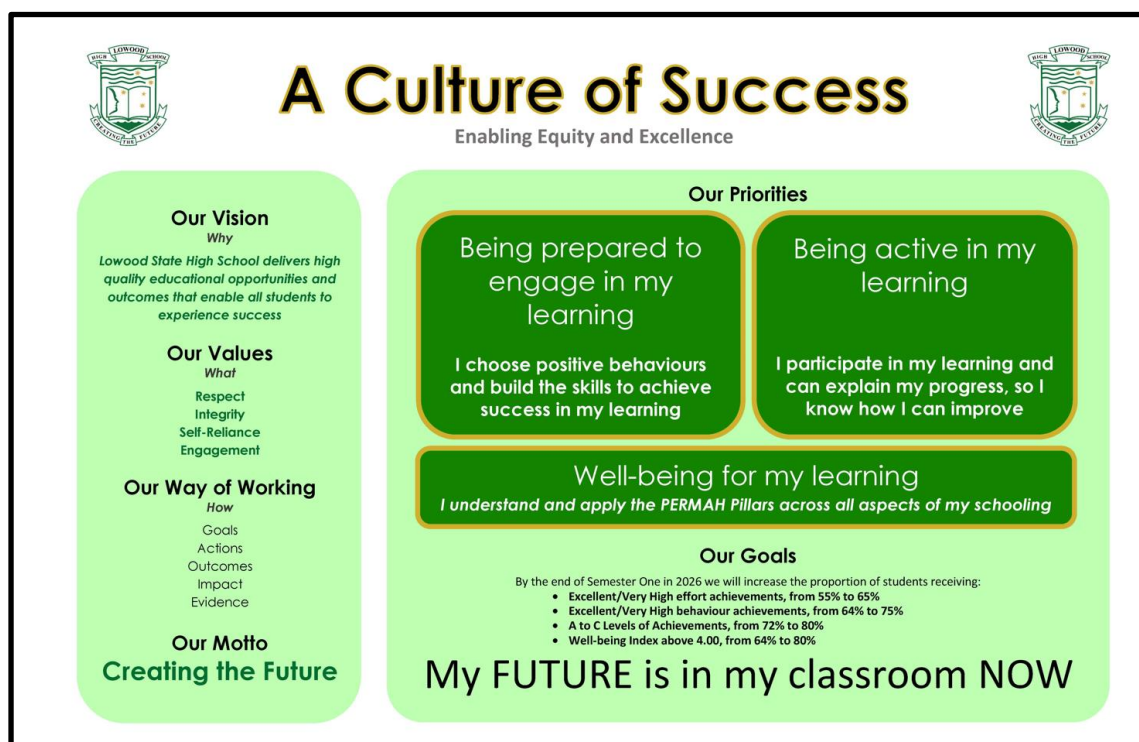 HIGH LOWOOD SCHOOL
CREATING THE FUTURE
A Culture of Success
Enabling Equity and Excellence
HIGH LOWOOD SCHOOL
CREATING THE FUTURE
Our Vision
Why
Lowood State High School delivers high
quality educational opportunities and
outcomes that enable all students to
experience success
Our Values
What
Respect
Integrity
Self-Reliance
Engagement
Our Way of Working
How
Goals
Actions
Outcomes
Impact
Evidence
Our Motto
Creating the Future
Our Priorities
Being prepared to
engage in my
learning
I choose positive behaviours
and build the skills to achieve
success in my learning
Being active in my
learning
I participate in my learning and
can explain my progress, so I
know how I can improve
Well-being for my learning
I understand and apply the PERMAH Pillars across all aspects of my schooling
Our Goals
By the end of Semester One in 2026 we will increase the proportion of students receiving:
• Excellent/Very High effort achievements, from 55% to 65%
• Excellent/Very High behaviour achievements, from 64% to 75%
• A to C Levels of Achievements, from 72% to 80%
• Well-being Index above 4.00, from 64% to 80%
My FUTURE is in my classroom NOW